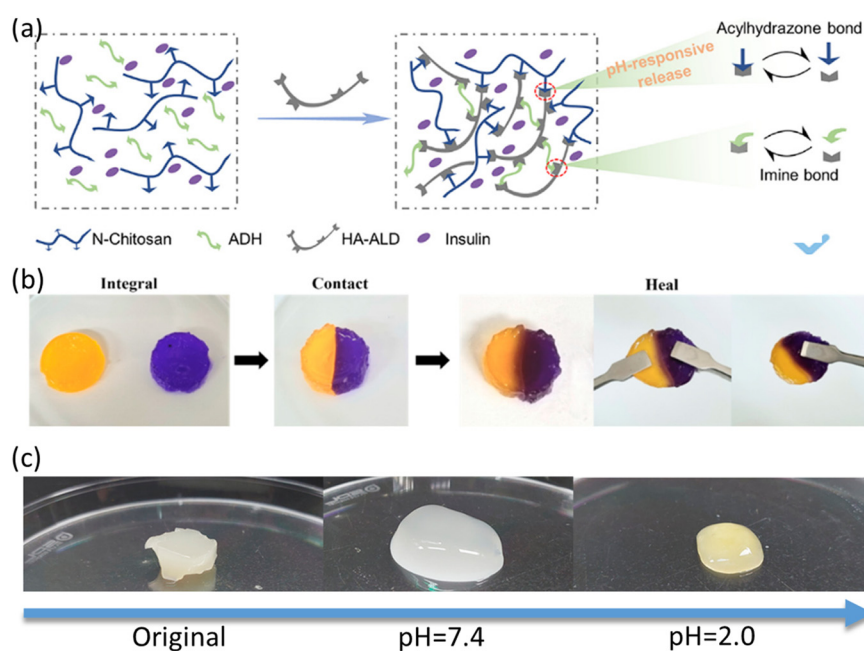 (a)
Acylhydrazone bond
pH-responsive
release
Imine bond
N-Chitosan
ADH
HA-ALD
Insulin
(b)
Integral
Contact
Heal
(c)
Original
pH=7.4
pH=2.0